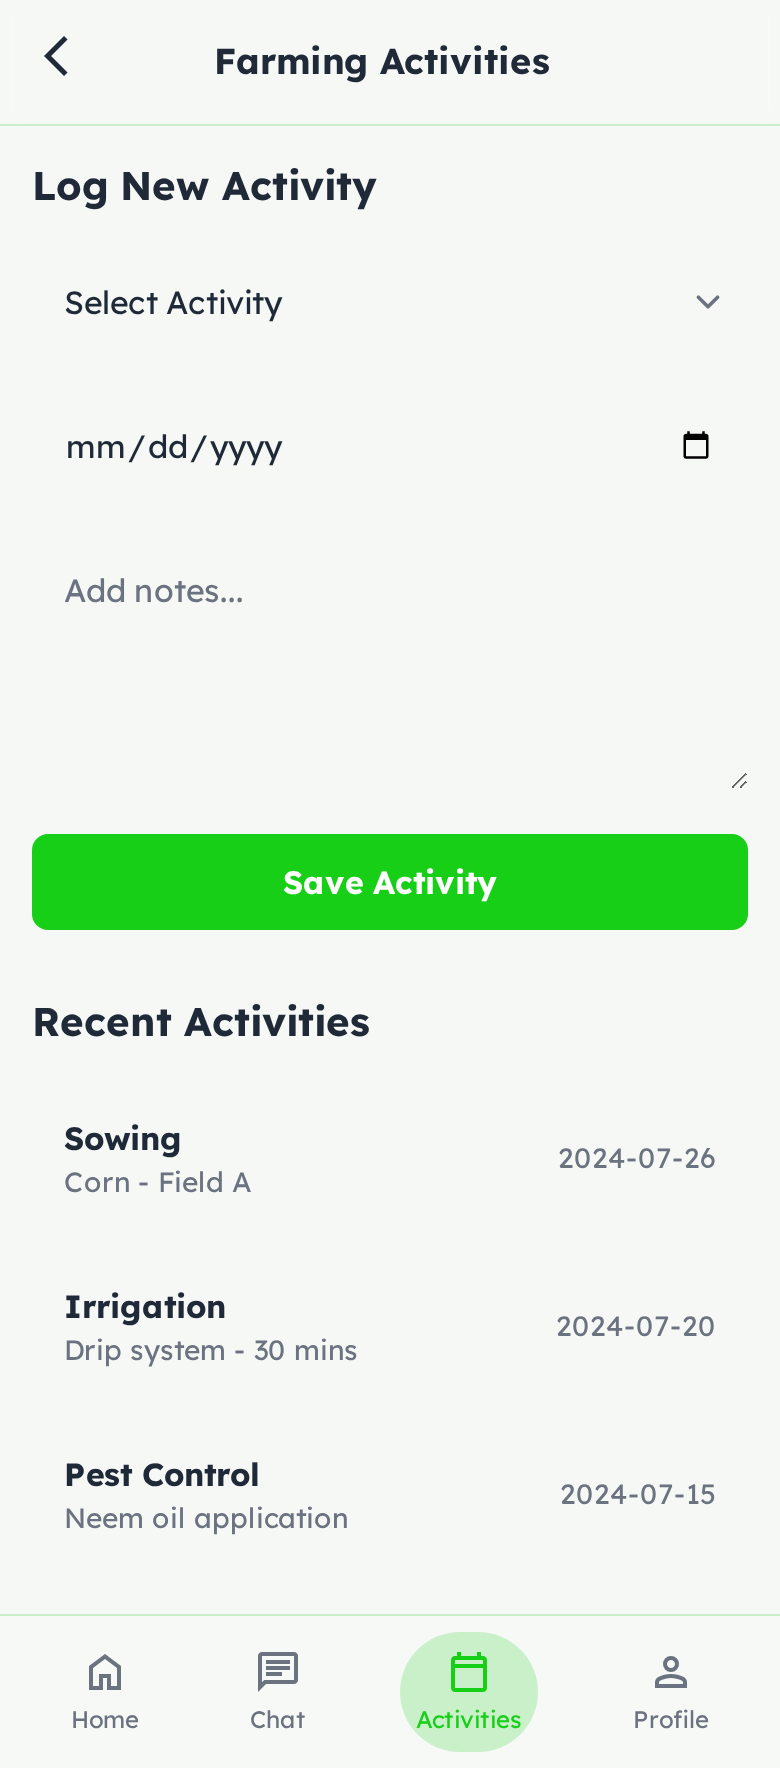 Farming Activities
Log New Activity
Select Activity
mm/dd/yyyy
Add notes...
Save Activity
Recent Activities
Sowing
Corn - Field A
2024-07-26
Irrigation
Drip system - 30 mins
2024-07-20
Pest Control
Neem oil application
2024-07-15
Home
Chat
Activities
Profile